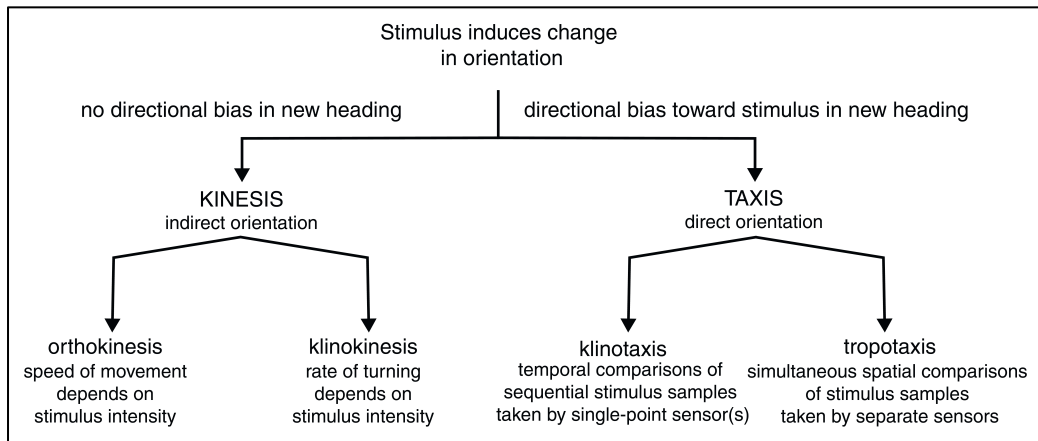 Stimulus induces change
in orientation
no directional bias in new heading
directional bias toward stimulus in new heading
KINESIS
indirect orientation
TAXIS
direct orientation
orthokinesis
speed of movement
depends on
stimulus intensity
klinokinesis
rate of turning
depends on
stimulus intensity
klinotaxis
temporal comparisons of
sequential stimulus samples
taken by single-point sensor(s)
tropotaxis
simultaneous spatial comparisons
of stimulus samples
taken by separate sensors